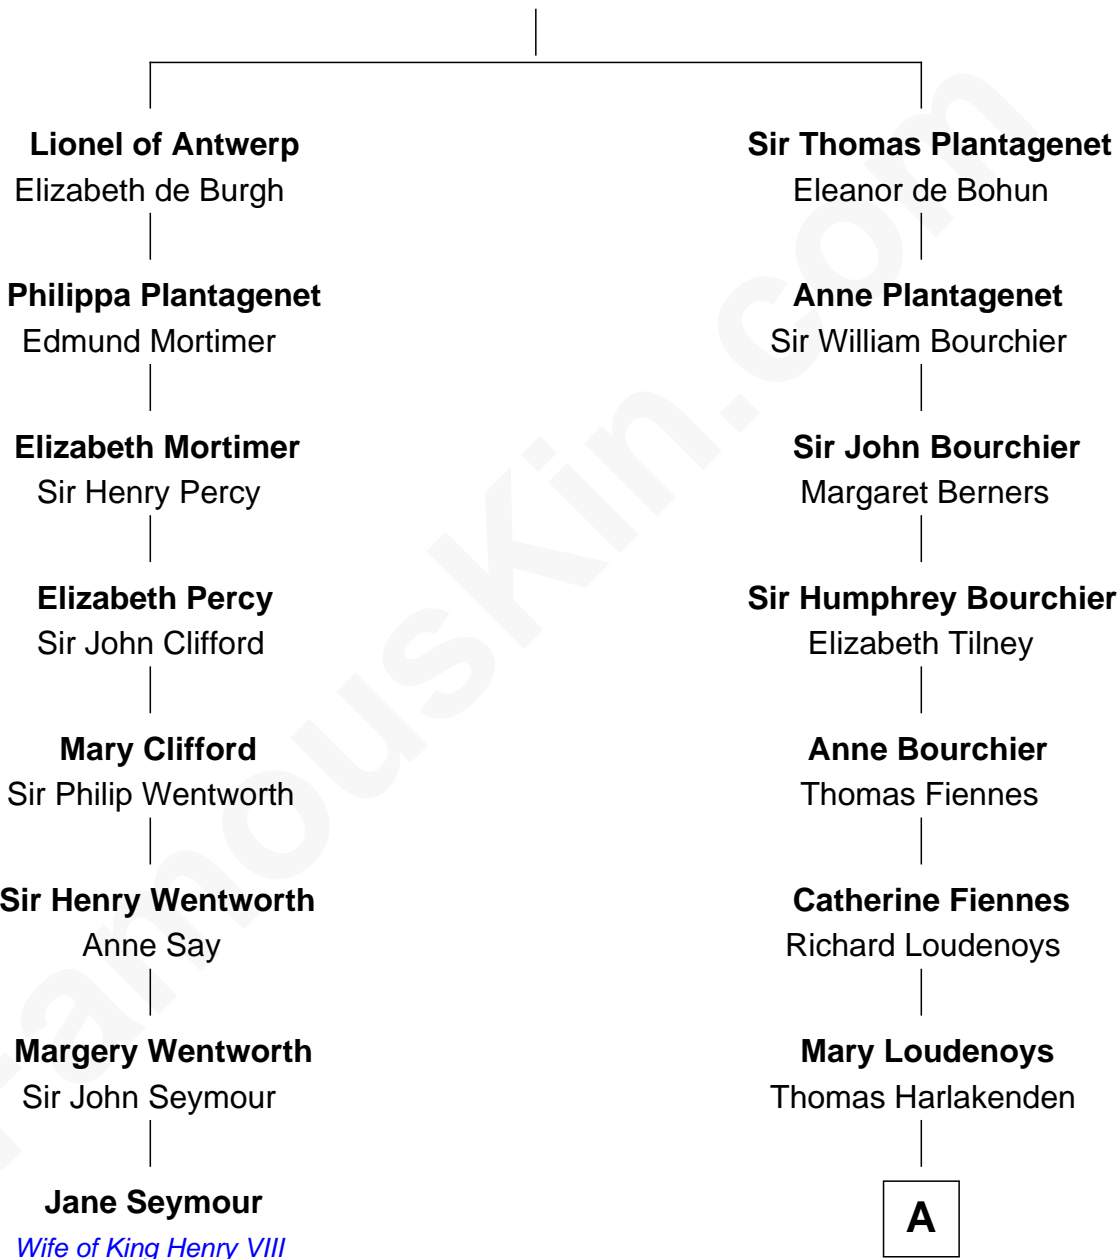 Lionel of Antwerp
Elizabeth de Burgh
Philippa Plantagenet
Edmund Mortimer
Elizabeth Mortimer
Sir Henry Percy
Elizabeth Percy
Sir John Clifford
Mary Clifford
Sir Philip Wentworth
Sir Henry Wentworth
Anne Say
Margery Wentworth
Sir John Seymour
Jane Seymour
Wife of King Henry VIII
Sir Thomas Plantagenet
Eleanor de Bohun
Anne Plantagenet
Sir William Bourchier
Sir John Bourchier
Margaret Berners
Sir Humphrey Bourchier
Elizabeth Tilney
Anne Bourchier
Thomas Fiennes
Catherine Fiennes
Richard Loudenoys
Mary Loudenoys
Thomas Harlakenden
A
FamousKin.com